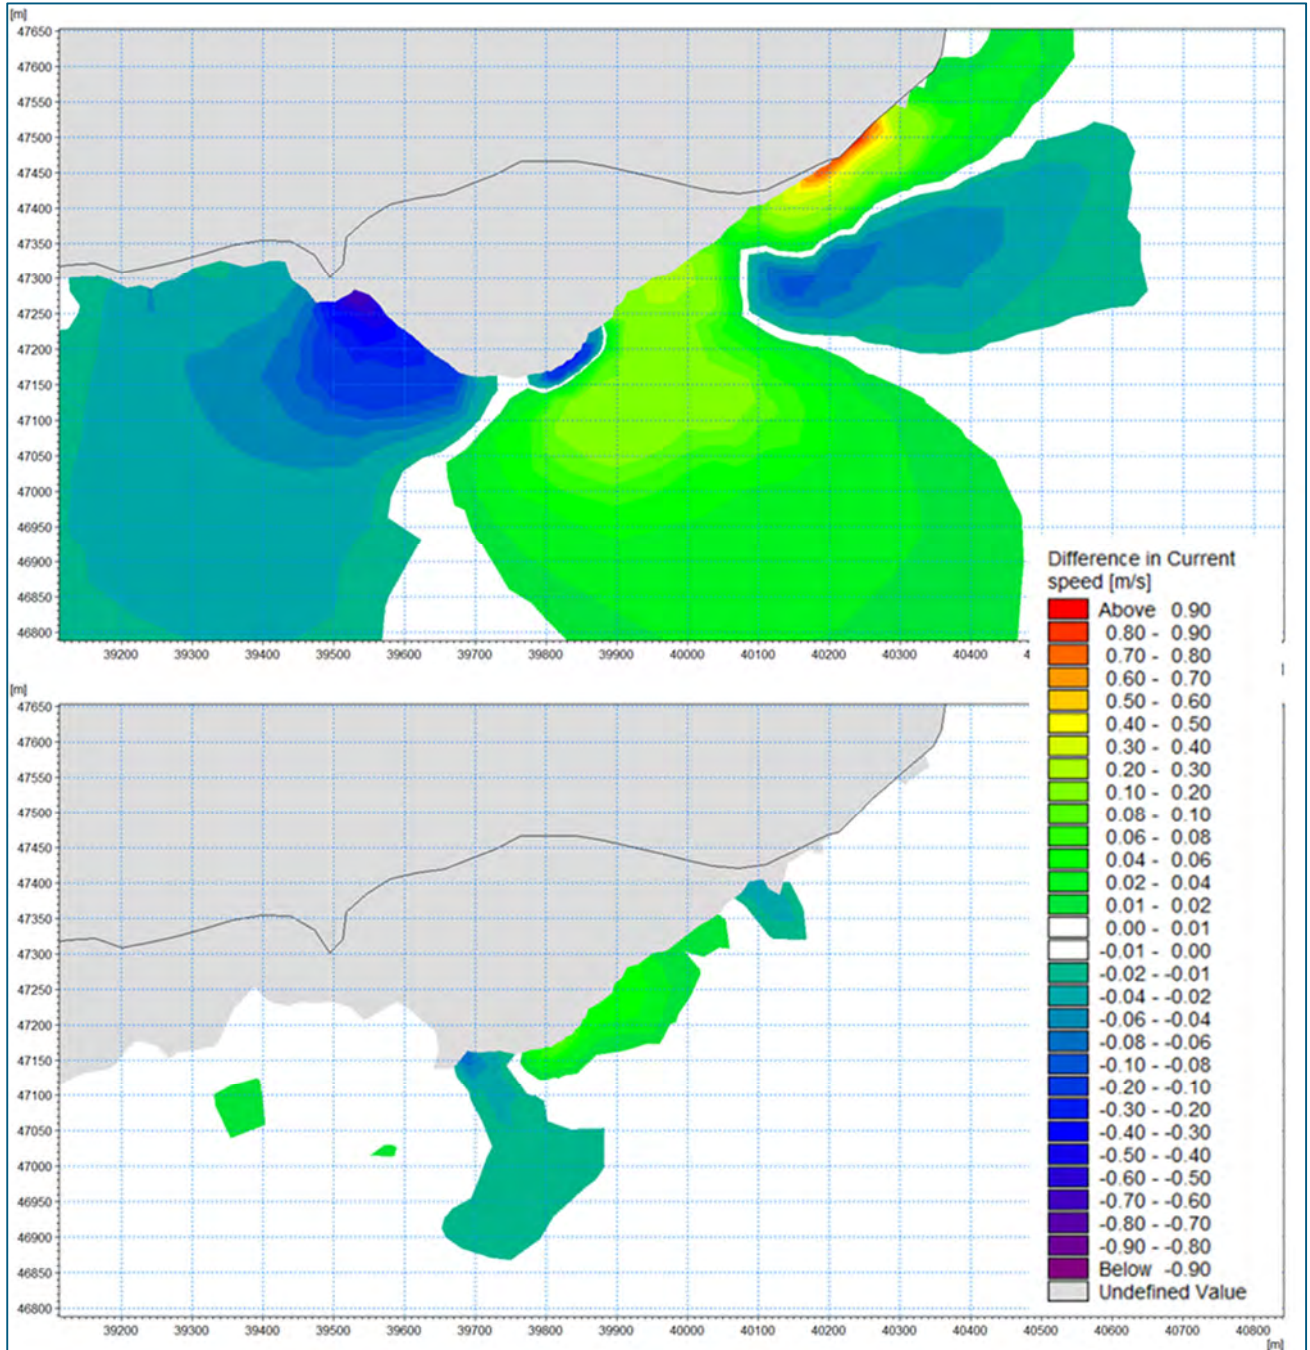 [m]
47650
47600
47550
47500
47450
47400
47350
47300
47250
47200
47150
47100
47050
47000
46950
46900
46850
46800
39200 39300 39400 39500 39600 39700 39800 39900 40000 40100 40200 40300 40400 4
[m]
47650
47600
47550
47500
47450
47400
47350
47300
47250
47200
47150
47100
47050
47000
46950
46900
46850
46800
39200 39300 39400 39500 39600 39700 39800 39900 40000 40100 40200 40300 40400 40500 40600 40700 40800
[m]
Difference in Current
speed [m/s]
Above 0.90
0.80 - 0.90
0.70 - 0.80
0.60 - 0.70
0.50 - 0.60
0.40 - 0.50
0.30 - 0.40
0.20 - 0.30
0.10 - 0.20
0.08 - 0.10
0.06 - 0.08
0.04 - 0.06
0.02 - 0.04
0.01 - 0.02
0.00 - 0.01
-0.01 - 0.00
-0.02 - -0.01
-0.04 - -0.02
-0.06 - -0.04
-0.08 - -0.06
-0.10 - -0.08
-0.20 - -0.10
-0.30 - -0.20
-0.40 - -0.30
-0.50 - -0.40
-0.60 - -0.50
-0.70 - -0.60
-0.80 - -0.70
-0.90 - -0.80
Below -0.90
Undefined Value